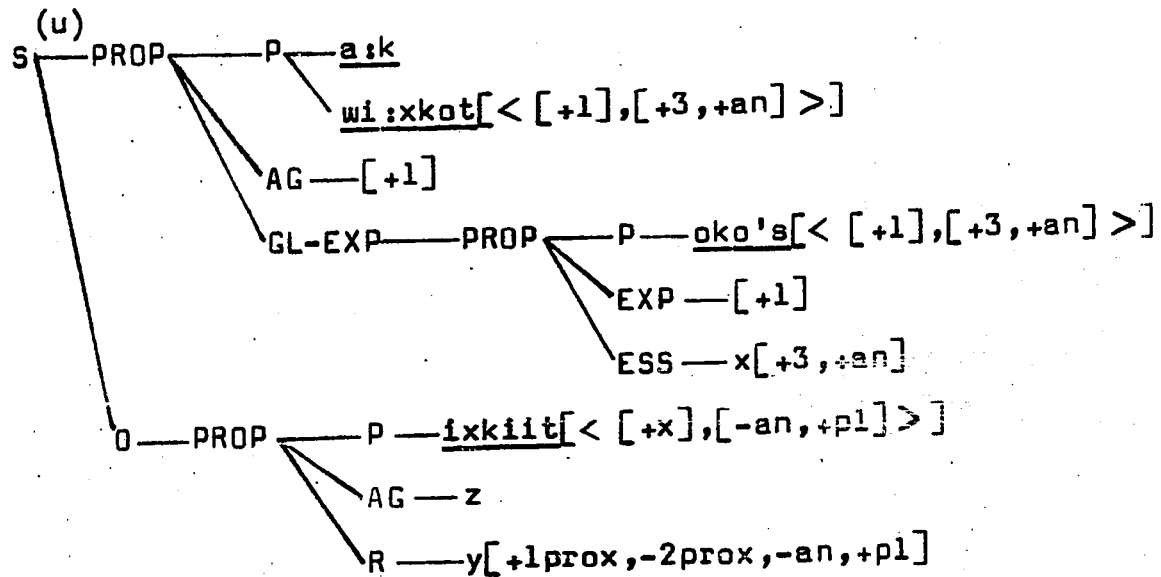 (u)
S PROP P a:k
wi:xkot[< [+1],[+3,+an] >]
AG [+1]
GL-EXP PROP P oko's[< [+1],[+3,+an] >]
EXP [+1]
ESS x[+3,+an]
O PROP P ixkiit[< [+x],[-an,+pl] >]
AG z
R y[+1prox,-2prox,-an,+pl]